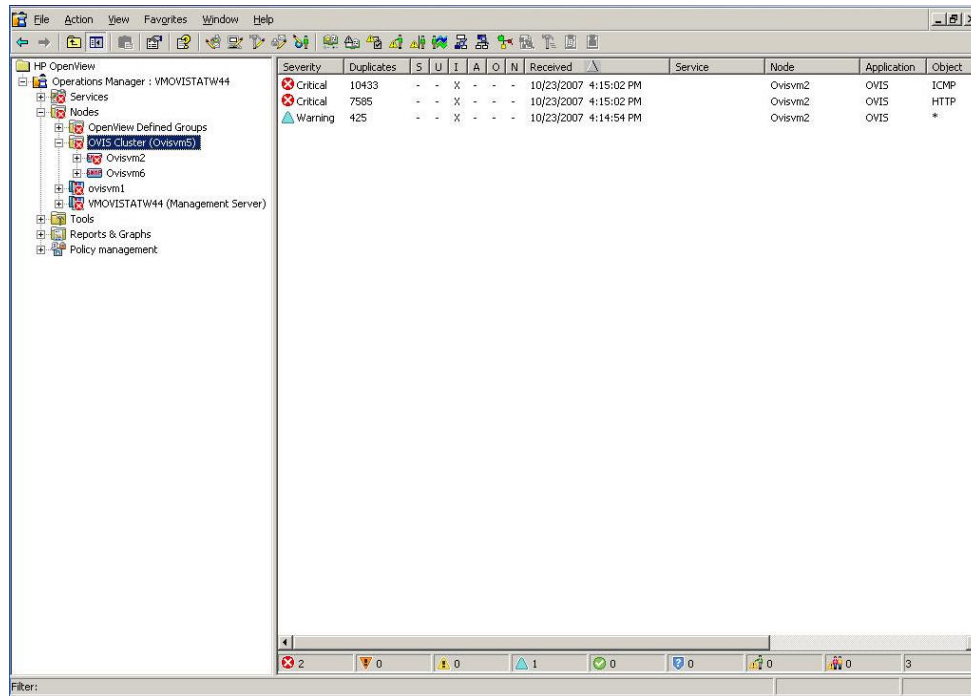 File Action View Favorites Window Help
HP OpenView
Operations Manager : VMOVISTATW44
Services
Nodes
OpenView Defined Groups
OVIS Cluster (Ovisvm5)
Ovisvm2
Ovisvm6
ovisvm1
VMOVISTATW44 (Management Server)
Tools
Reports & Graphs
Policy management
Severity Duplicates S U I A O N Received Service Node Application Object
Critical 10433 - - X - - - 10/23/2007 4:15:02 PM Ovisvm2 OVIS ICMP
Critical 7585 - - X - - - 10/23/2007 4:15:02 PM Ovisvm2 OVIS HTTP
Warning 425 - - X - - - 10/23/2007 4:14:54 PM Ovisvm2 OVIS *
2 0 0 1 0 0 0 0 3
Filter: